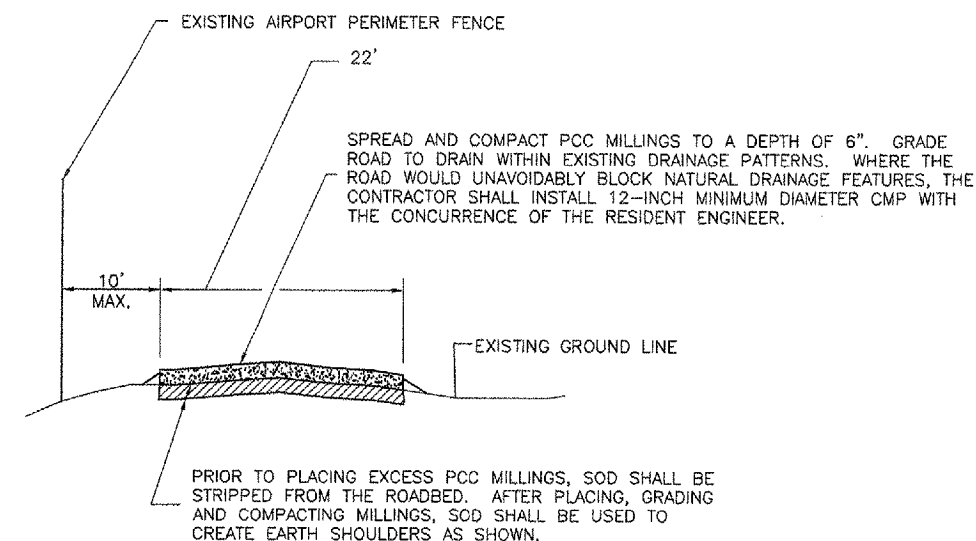 EXISTING AIRPORT PERIMETER FENCE
22'
SPREAD AND COMPACT PCC MILLINGS TO A DEPTH OF 6". GRADE
ROAD TO DRAIN WITHIN EXISTING DRAINAGE PATTERNS. WHERE THE
ROAD WOULD UNAVOIDABLY BLOCK NATURAL DRAINAGE FEATURES, THE
CONTRACTOR SHALL INSTALL 12-INCH MINIMUM DIAMETER CMP WITH
THE CONCURRENCE OF THE RESIDENT ENGINEER.
10'
MAX.
EXISTING GROUND LINE
PRIOR TO PLACING EXCESS PCC MILLINGS, SOD SHALL BE
STRIPPED FROM THE ROADBED. AFTER PLACING, GRADING
AND COMPACTING MILLINGS, SOD SHALL BE USED TO
CREATE EARTH SHOULDERS AS SHOWN.